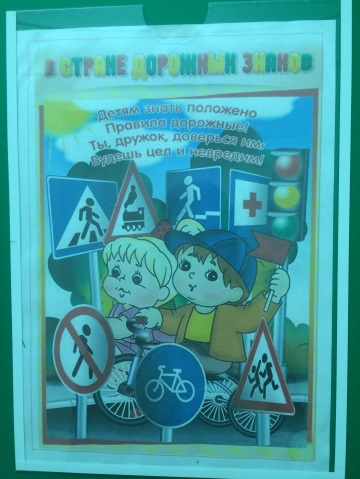 В СТРАНЕ ДОРОЖНЫХ ЗНАКОВ
Детям знать положено
Правила дорожные!
Ты, дружок, доверься им:
Будешь цел и невредим!